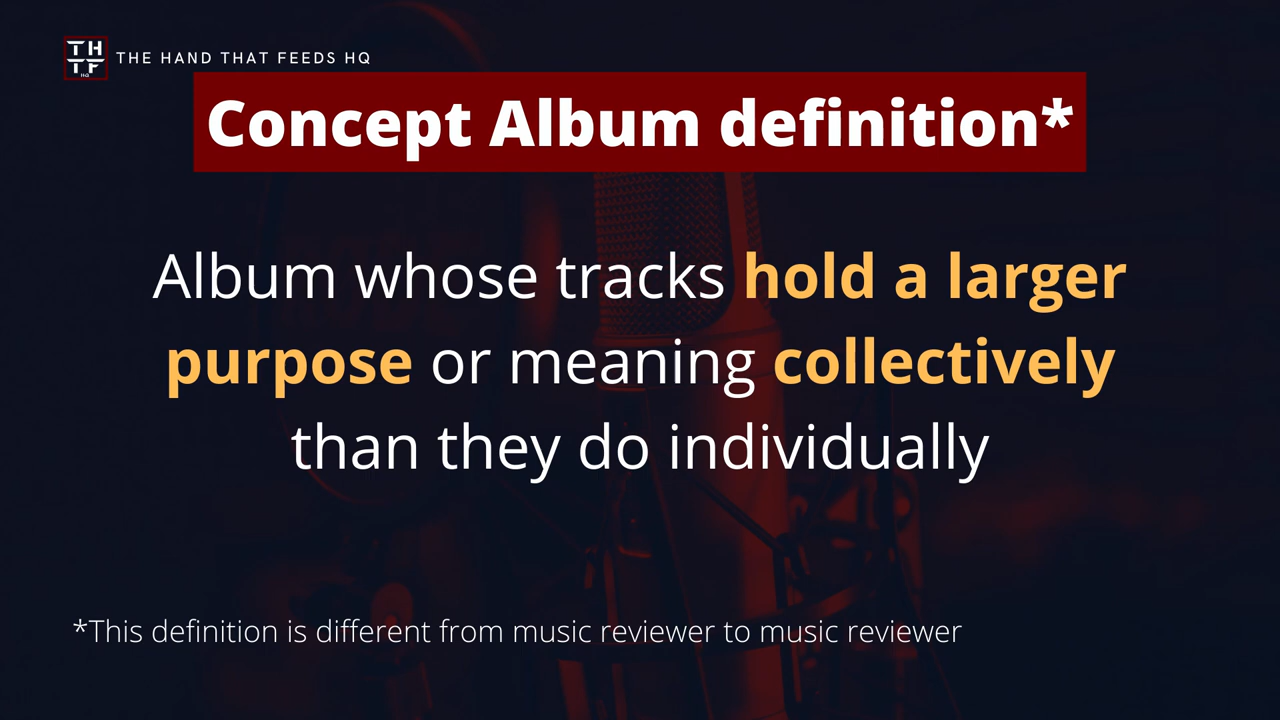 TH
TF
HQ
THE HAND THAT FEEDS HQ
Concept Album definition*
Album whose tracks hold a larger
purpose or meaning collectively
than they do individually
*This definition is different from music reviewer to music reviewer